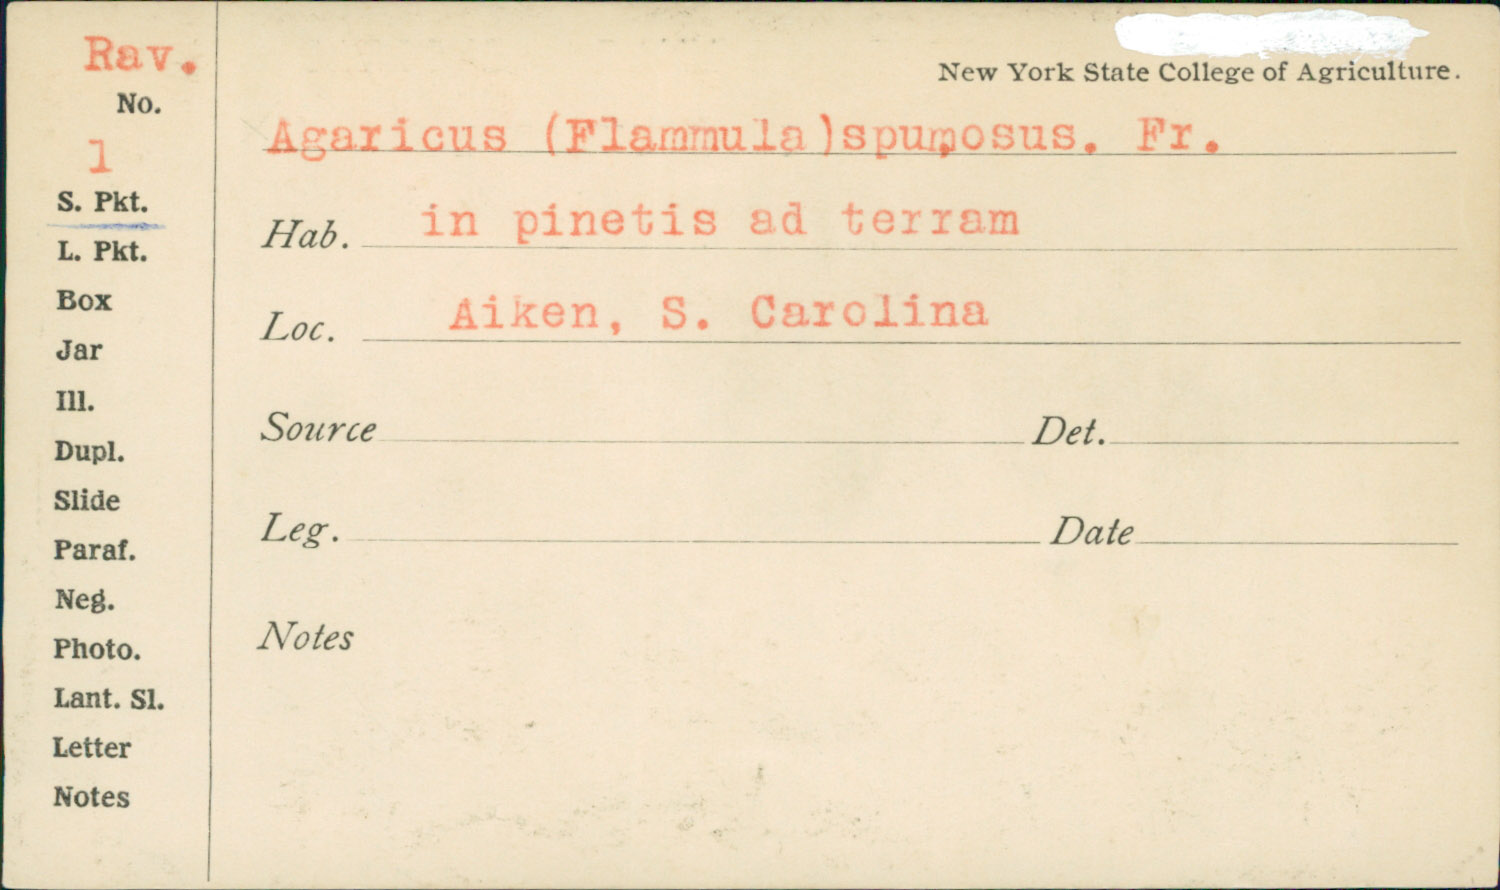 Rav.
No.
1
S. Pkt.
L. Pkt.
Box
Jar
Ill.
Dupl.
Slide
Paraf.
Neg.
Photo.
Lant. Sl.
Letter
Notes
New York State College of Agriculture.
Agaricus (Flammula)spumosus. Fr.
Hab. in pinetis ad terram
Loc. Aiken, S. Carolina
Source Det.
Leg. Date
Notes